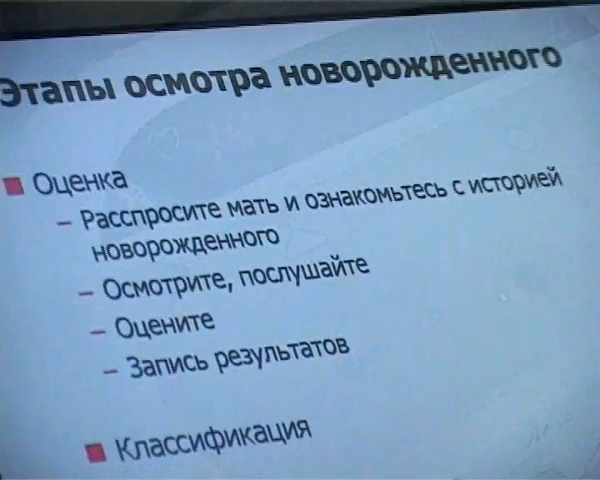 Этапы осмотра новорожденного
Оценка
– Расспросите мать и ознакомьтесь с историей
новорожденного
– Осмотрите, послушайте
– Оцените
– Запись результатов
Классификация